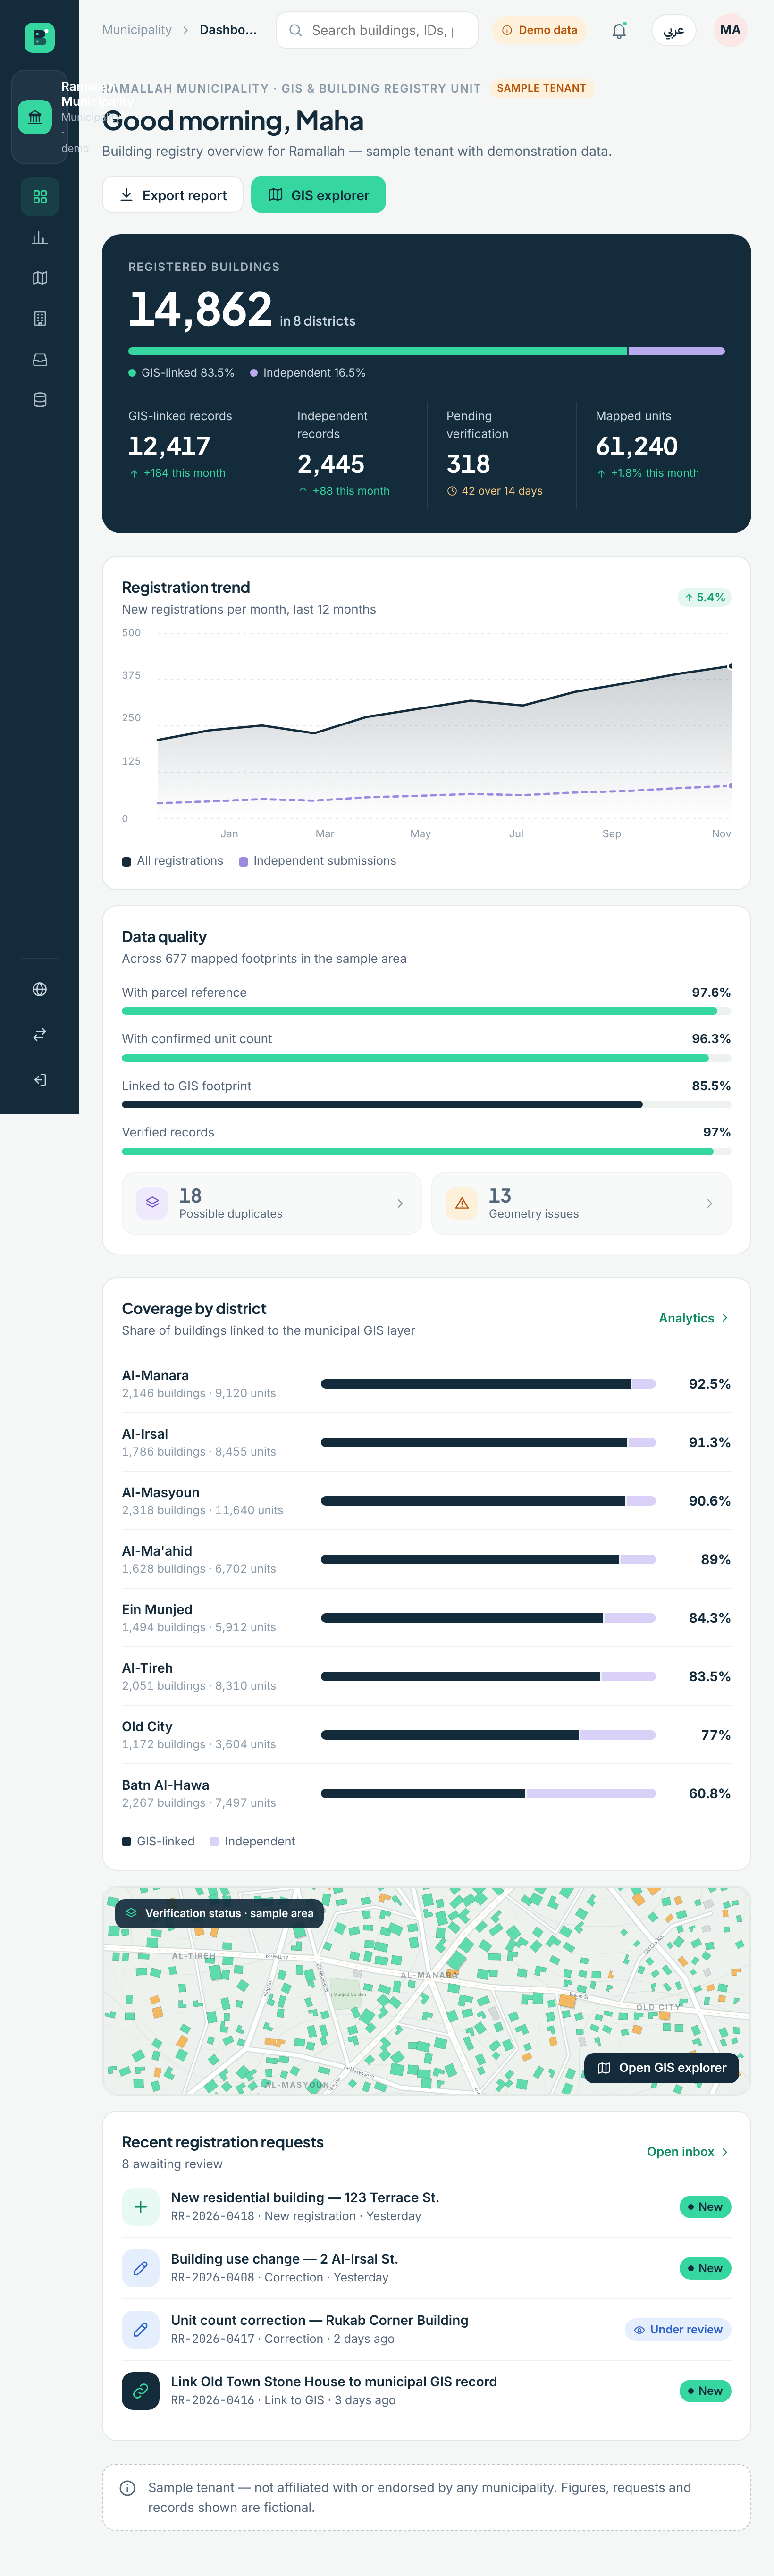 Municipality > Dashbo...
Search buildings, IDs, p
Demo data
عربي
MA
Ramallah
Municipality
Municipality
·
demo
RAMALLAH MUNICIPALITY · GIS & BUILDING REGISTRY UNIT
SAMPLE TENANT
Good morning, Maha
Building registry overview for Ramallah — sample tenant with demonstration data.
Export report
GIS explorer
REGISTERED BUILDINGS
14,862 in 8 districts
GIS-linked 83.5%
Independent 16.5%
GIS-linked records
12,417
+184 this month
Independent
records
2,445
+88 this month
Pending
verification
318
42 over 14 days
Mapped units
61,240
+1.8% this month
Registration trend
New registrations per month, last 12 months
5.4%
500
375
250
125
0
Jan Mar May Jul Sep Nov
All registrations
Independent submissions
Data quality
Across 677 mapped footprints in the sample area
With parcel reference 97.6%
With confirmed unit count 96.3%
Linked to GIS footprint 85.5%
Verified records 97%
18
Possible duplicates
13
Geometry issues
Coverage by district
Share of buildings linked to the municipal GIS layer
Analytics
Al-Manara
2,146 buildings · 9,120 units
92.5%
Al-Irsal
1,786 buildings · 8,455 units
91.3%
Al-Masyoun
2,318 buildings · 11,640 units
90.6%
Al-Ma'ahid
1,628 buildings · 6,702 units
89%
Ein Munjed
1,494 buildings · 5,912 units
84.3%
Al-Tireh
2,051 buildings · 8,310 units
83.5%
Old City
1,172 buildings · 3,604 units
77%
Batn Al-Hawa
2,267 buildings · 7,497 units
60.8%
GIS-linked
Independent
Verification status · sample area
AL-TIREH
AL-MANARA
OLD CITY
AL-MASYOUN
Open GIS explorer
Recent registration requests
8 awaiting review
Open inbox
New residential building — 123 Terrace St.
RR-2026-0418 · New registration · Yesterday
New
Building use change — 2 Al-Irsal St.
RR-2026-0408 · Correction · Yesterday
New
Unit count correction — Rukab Corner Building
RR-2026-0417 · Correction · 2 days ago
Under review
Link Old Town Stone House to municipal GIS record
RR-2026-0416 · Link to GIS · 3 days ago
New
Sample tenant — not affiliated with or endorsed by any municipality. Figures, requests and
records shown are fictional.